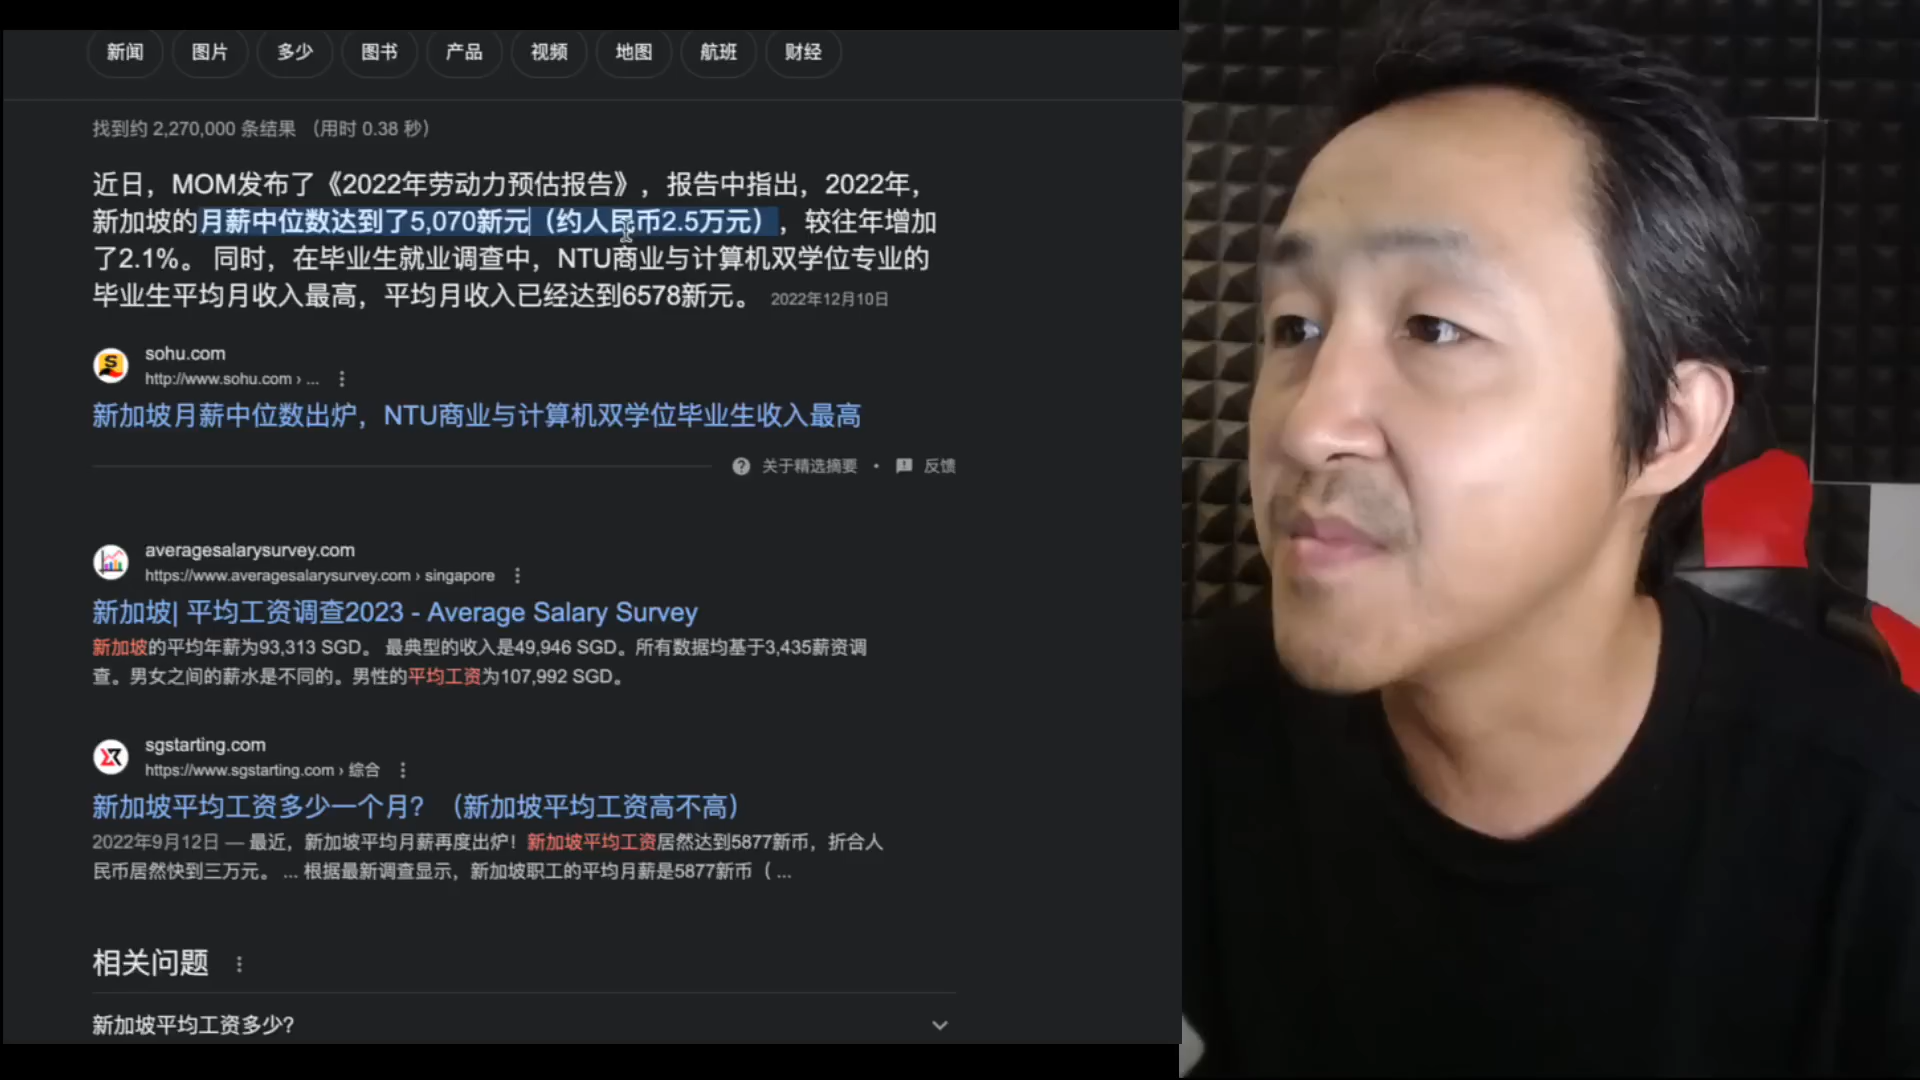 新闻 图片 多少 图书 产品 视频 地图 航班 财经
找到约 2,270,000 条结果 （用时 0.38 秒）
近日，MOM发布了《2022年劳动力预估报告》，报告中指出，2022年，
新加坡的月薪中位数达到了5,070新元（约人民币2.5万元），较往年增加
了2.1%。 同时，在毕业生就业调查中，NTU商业与计算机双学位专业的
毕业生平均月收入最高，平均月收入已经达到6578新元。 2022年12月10日
sohu.com
http://www.sohu.com › ...
新加坡月薪中位数出炉，NTU商业与计算机双学位毕业生收入最高
关于精选摘要 • 反馈
averagesalarysurvey.com
https://www.averagesalarysurvey.com › singapore
新加坡| 平均工资调查2023 - Average Salary Survey
新加坡的平均年薪为93,313 SGD。 最典型的收入是49,946 SGD。所有数据均基于3,435薪资调
查。男女之间的薪水是不同的。男性的平均工资为107,992 SGD。
sgstarting.com
https://www.sgstarting.com › 综合
新加坡平均工资多少一个月？（新加坡平均工资高不高）
2022年9月12日 — 最近，新加坡平均月薪再度出炉！新加坡平均工资居然达到5877新币，折合人
民币居然快到三万元。 ... 根据最新调查显示，新加坡职工的平均月薪是5877新币（ ...
相关问题
新加坡平均工资多少?